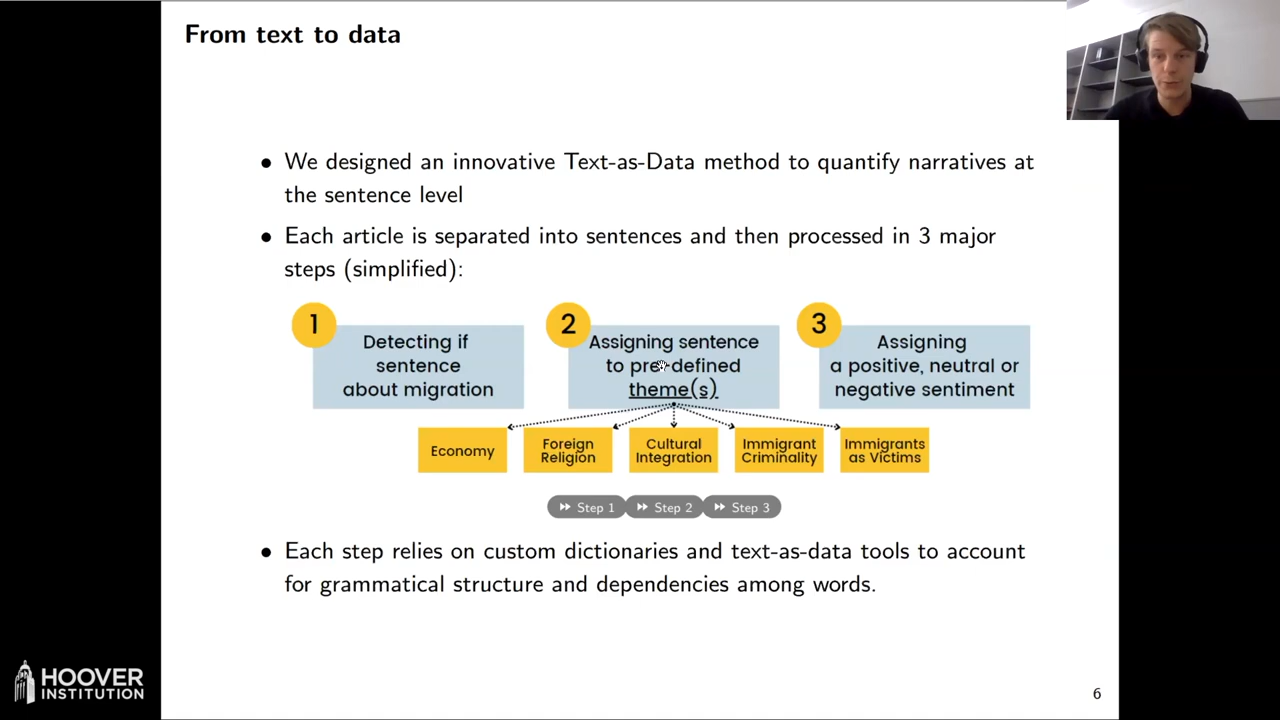 From text to data
• We designed an innovative Text-as-Data method to quantify narratives at
the sentence level
• Each article is separated into sentences and then processed in 3 major
steps (simplified):
1
Detecting if
sentence
about migration
2
Assigning sentence
to pre-defined
theme(s)
3
Assigning
a positive, neutral or
negative sentiment
Economy
Foreign
Religion
Cultural
Integration
Immigrant
Criminality
Immigrants
as Victims
Step 1
Step 2
Step 3
• Each step relies on custom dictionaries and text-as-data tools to account
for grammatical structure and dependencies among words.
HOOVER
INSTITUTION
6